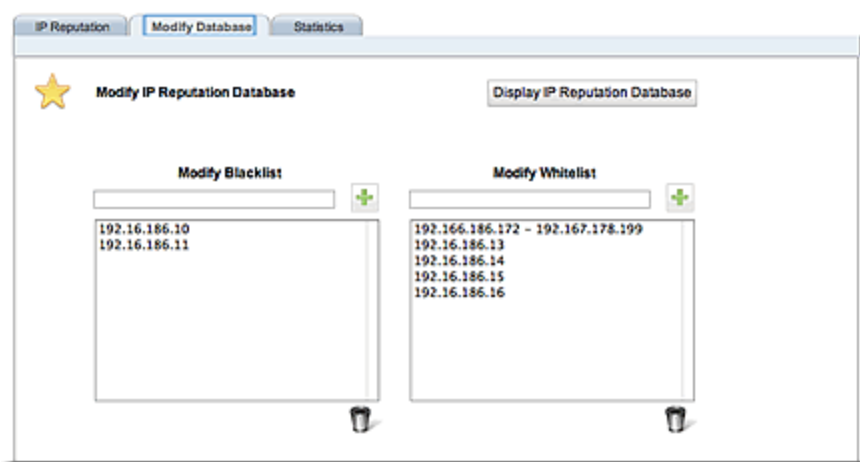 IP Reputation
Modify Database
Statistics
Modify IP Reputation Database
Display IP Reputation Database
Modify Blacklist
192.16.186.10
192.16.186.11
Modify Whitelist
192.166.186.172 - 192.167.178.199
192.16.186.13
192.16.186.14
192.16.186.15
192.16.186.16